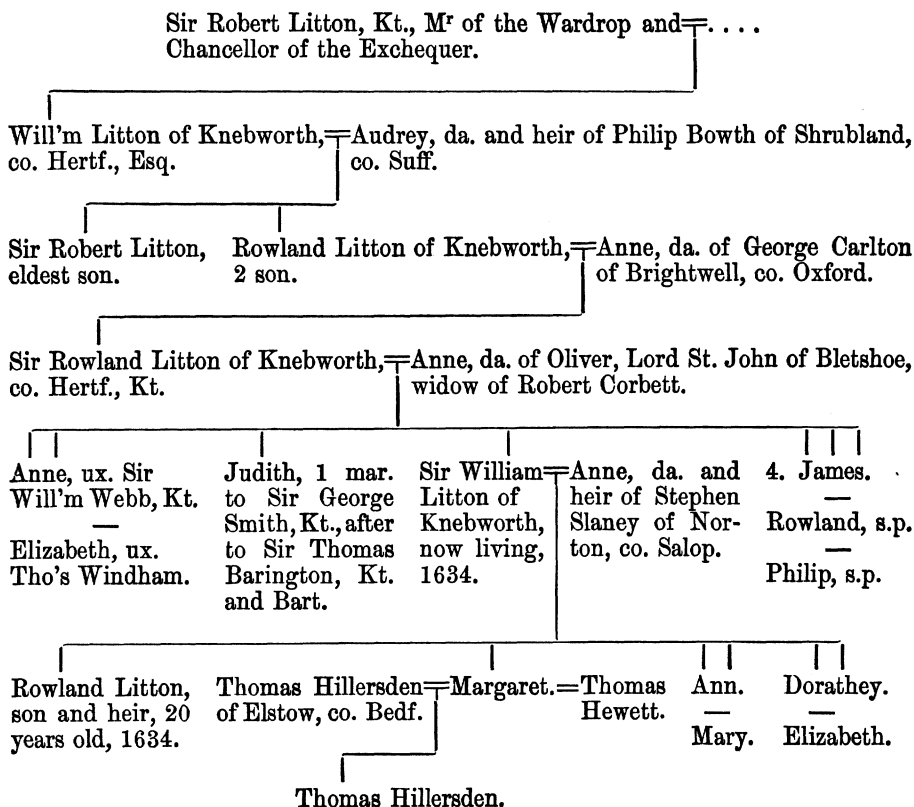 Sir Robert Litton, Kt., Mʳ of the Wardrop and=. . . .
Chancellor of the Exchequer.
Will'm Litton of Knebworth,=Audrey, da. and heir of Philip Bowth of Shrubland,
co. Hertf., Esq.
co. Suff.
Sir Robert Litton,
eldest son.
Rowland Litton of Knebworth,=Anne, da. of George Carlton
2 son.
of Brightwell, co. Oxford.
Sir Rowland Litton of Knebworth,=Anne, da. of Oliver, Lord St. John of Bletshoe,
co. Hertf., Kt.
widow of Robert Corbett.
Anne, ux. Sir
Will'm Webb, Kt.
—
Elizabeth, ux.
Tho's Windham.
Judith, 1 mar.
to Sir George
Smith, Kt., after
to Sir Thomas
Barington, Kt.
and Bart.
Sir William=
Litton of
Knebworth,
now living,
1634.
Anne, da. and
heir of Stephen
Slaney of Nor-
ton, co. Salop.
4. James.
—
Rowland, s.p.
—
Philip, s.p.
Rowland Litton,
son and heir, 20
years old, 1634.
Thomas Hillersden=Margaret.=Thomas
of Elstow, co. Bedf.
Hewett.
Ann.
—
Mary.
Dorathey.
—
Elizabeth.
Thomas Hillersden.